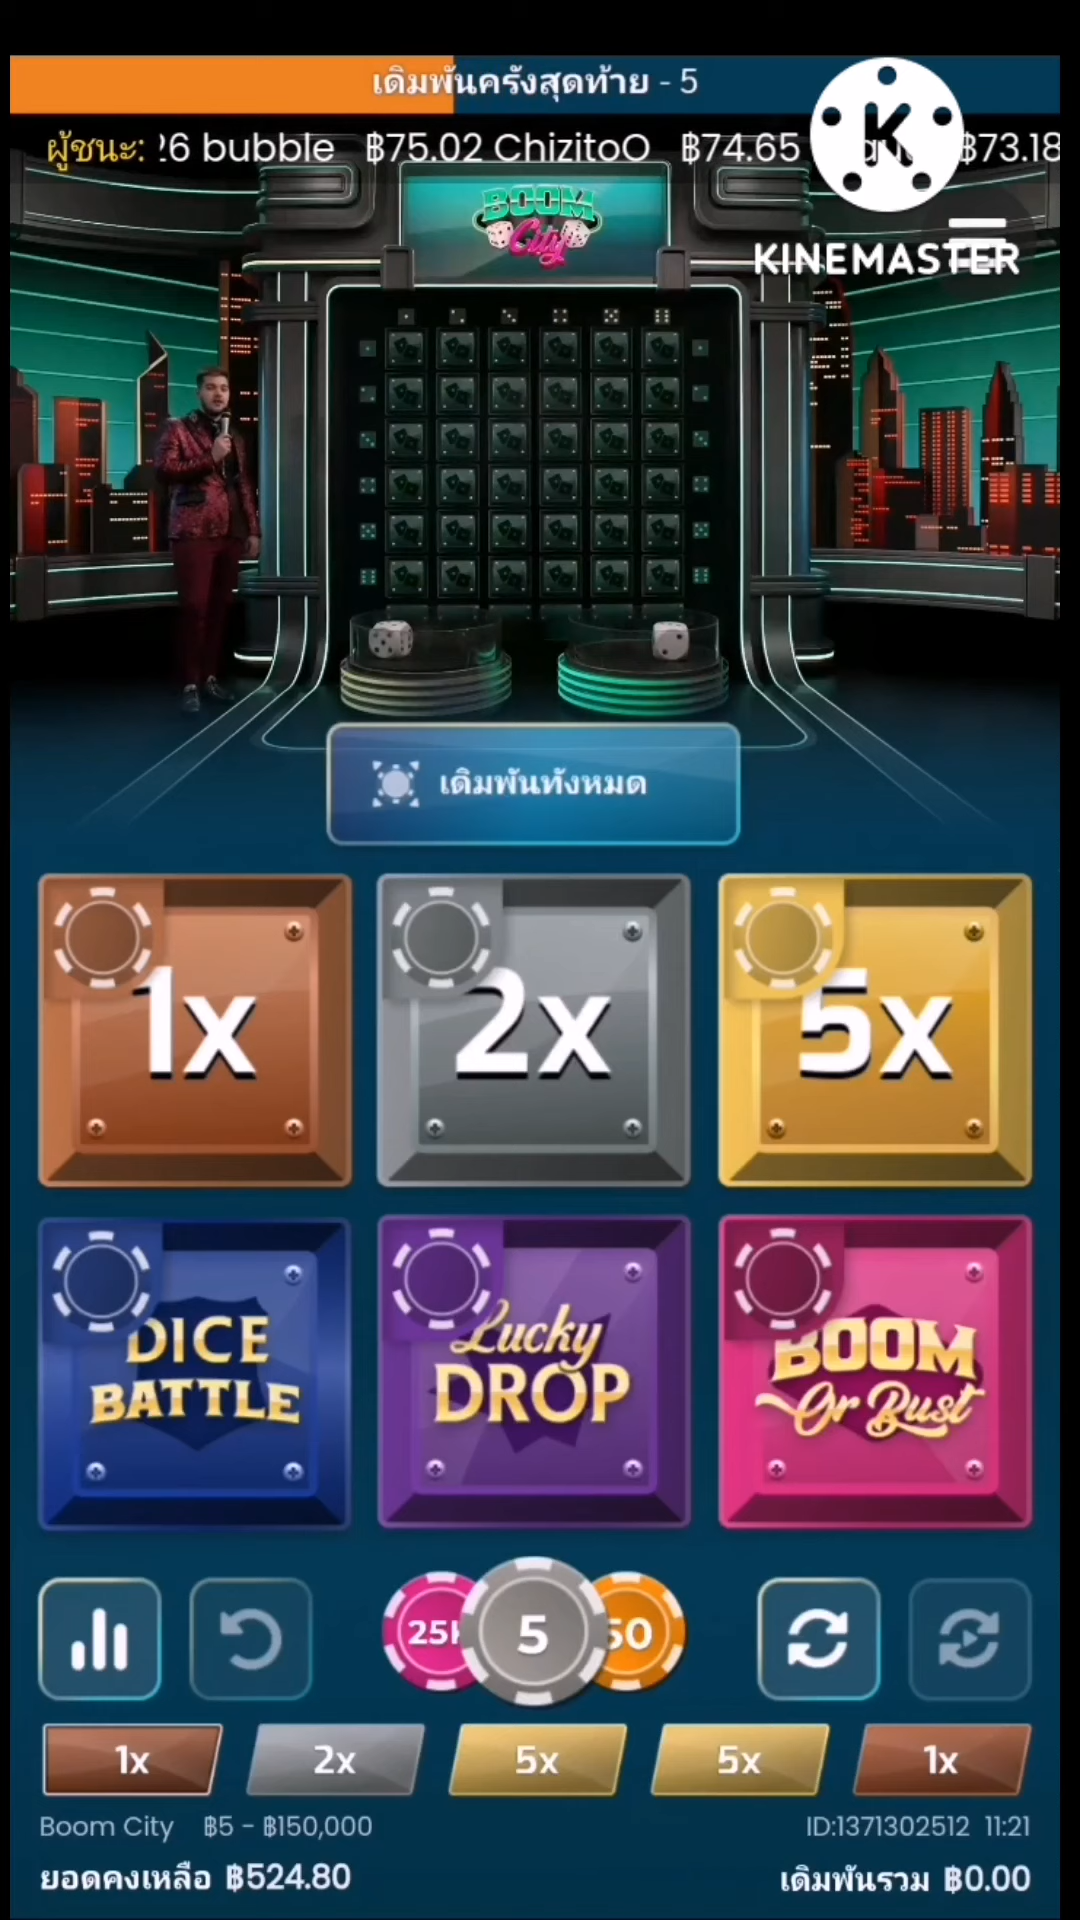 เดิมพันครั้งสุดท้าย - 5
ผู้ชนะ: 26 bubble ฿75.02 ChizitoO ฿74.65 ฿73.18
K
KINEMASTER
BOOM
City
เดิมพันทั้งหมด
1x 2x 5x
DICE BATTLE
Lucky DROP
BOOM Or Bust
25K 5 50
1x 2x 5x 5x 1x
Boom City ฿5 - ฿150,000 ID:1371302512 11:21
ยอดคงเหลือ ฿524.80 เดิมพันรวม ฿0.00